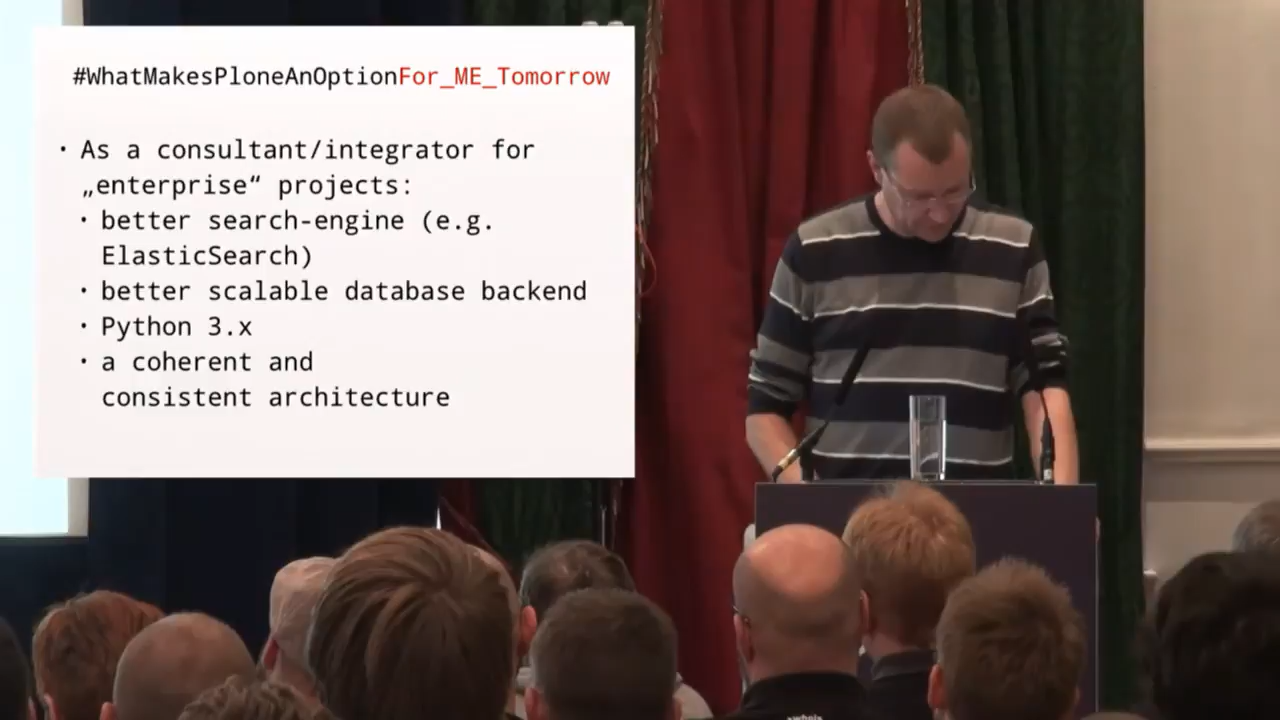 #WhatMakesPloneAnOptionFor_ME_Tomorrow
• As a consultant/integrator for
„enterprise“ projects:
• better search-engine (e.g.
ElasticSearch)
• better scalable database backend
• Python 3.x
• a coherent and
consistent architecture